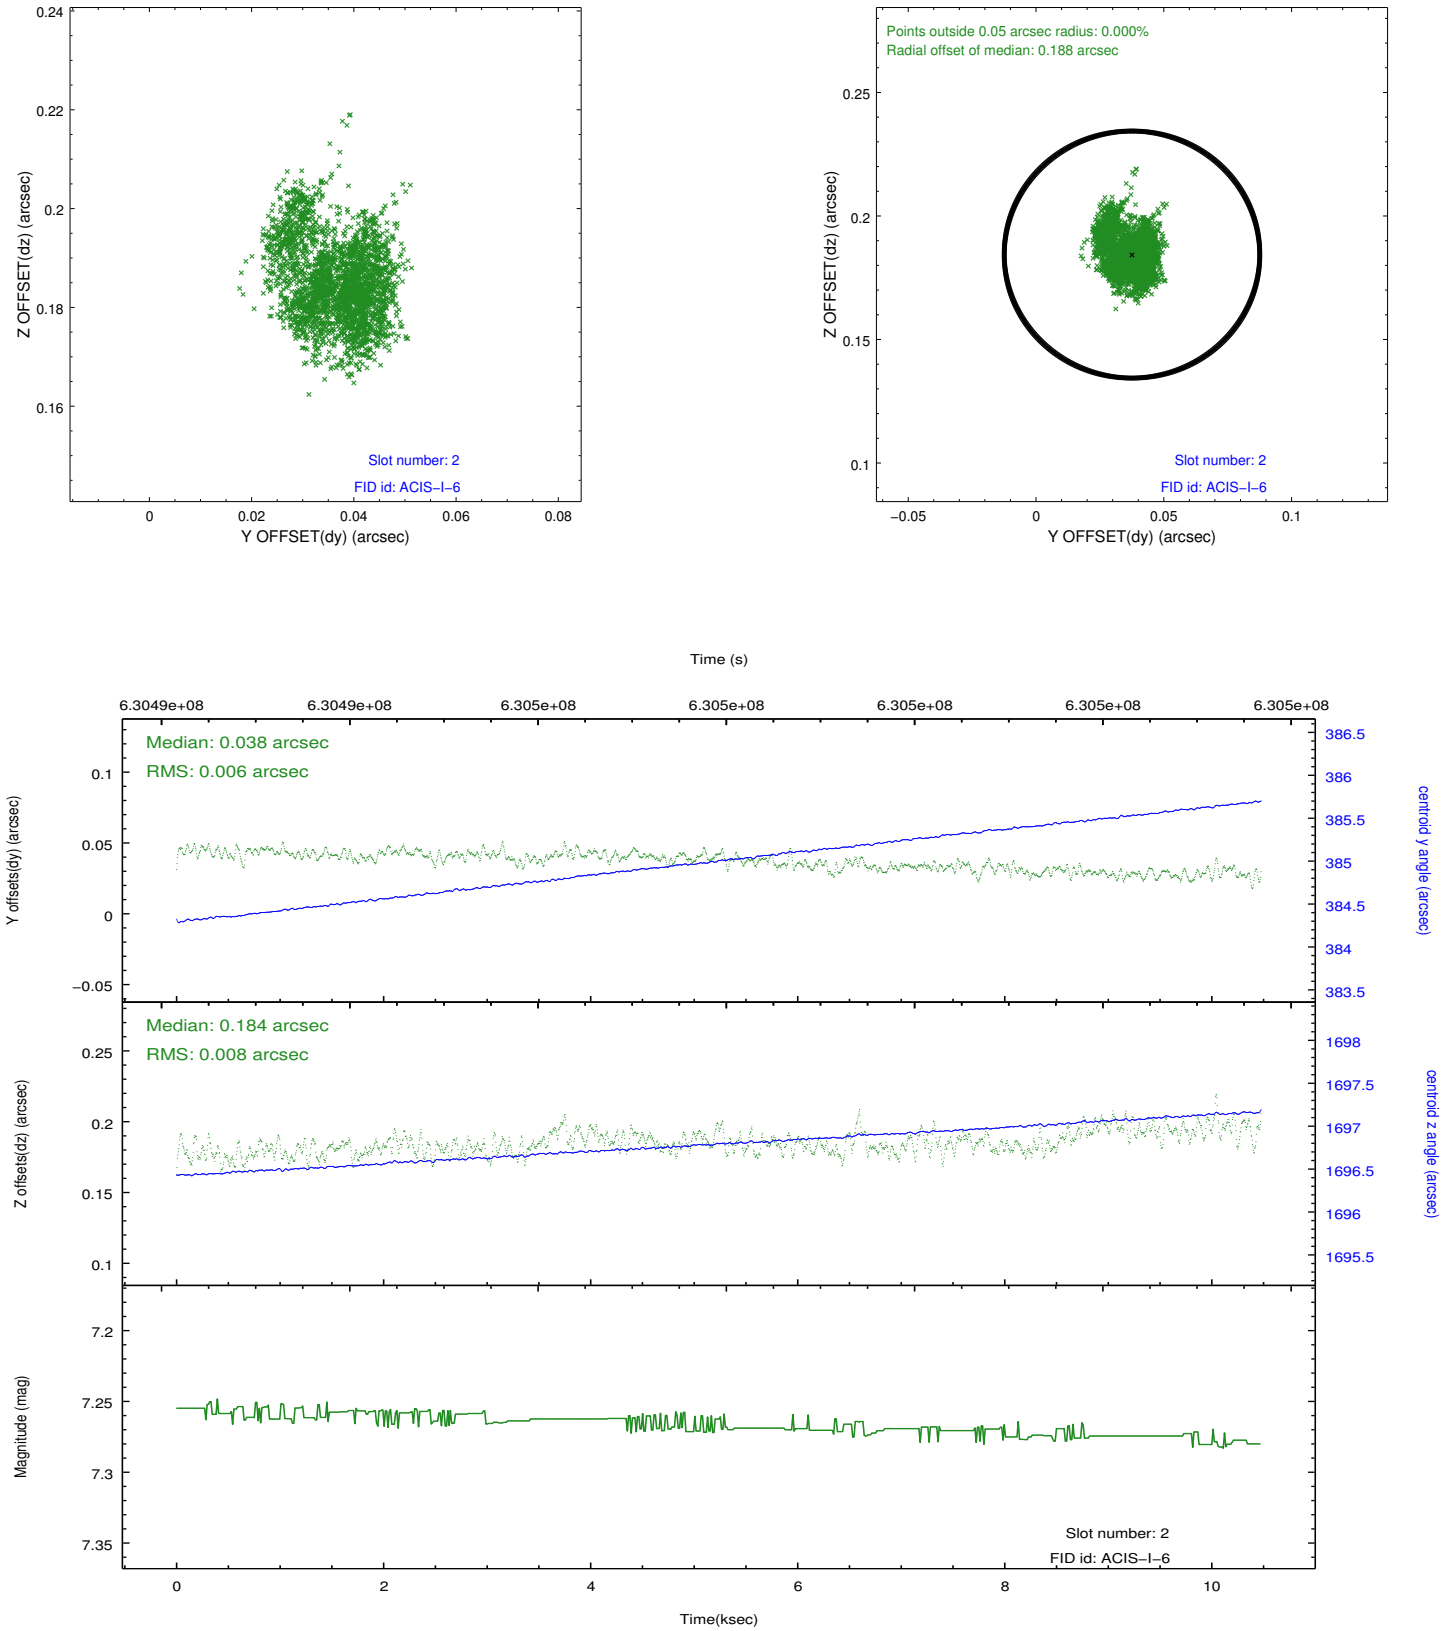 0.24
0.22
0.2
0.18
0.16
Z OFFSET(dz) (arcsec)
Slot number: 2
FID id: ACIS−I−6
0 0.02 0.04 0.06 0.08
Y OFFSET(dy) (arcsec)
Points outside 0.05 arcsec radius: 0.000%
Radial offset of median: 0.188 arcsec
0.25
0.2
0.15
0.1
Z OFFSET(dz) (arcsec)
Slot number: 2
FID id: ACIS−I−6
−0.05 0 0.05 0.1
Y OFFSET(dy) (arcsec)
Time (s)
6.3049e+08 6.3049e+08 6.305e+08 6.305e+08 6.305e+08 6.305e+08 6.305e+08
Median: 0.038 arcsec
RMS: 0.006 arcsec
0.1
0.05
0
−0.05
Y offsets(dy) (arcsec)
386.5
386
385.5
385
384.5
384
383.5
centroid y angle (arcsec)
Median: 0.184 arcsec
RMS: 0.008 arcsec
0.25
0.2
0.15
0.1
Z offsets(dz) (arcsec)
1698
1697.5
1697
1696.5
1696
1695.5
centroid z angle (arcsec)
7.2
7.25
7.3
7.35
Magnitude (mag)
Slot number: 2
FID id: ACIS−I−6
0 2 4 6 8 10
Time(ksec)